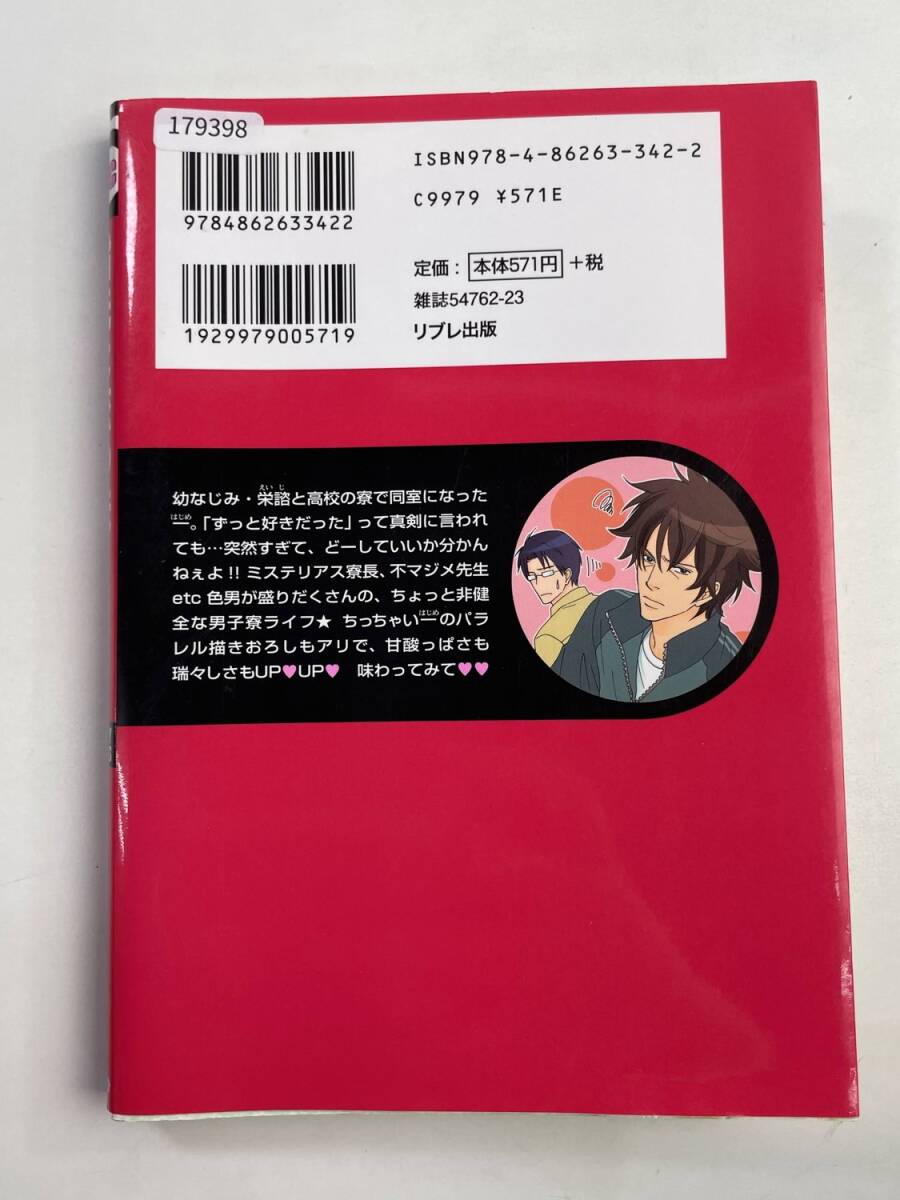 179398
ISBN978-4-86263-342-2
C9979 ¥571E
9784862633422
定価：本体571円＋税
雑誌54762-23
1929979005719
リブレ出版
幼なじみ・栄諮と高校の寮で同室になった
一。「ずっと好きだった」って真剣に言われ
ても…突然すぎて、どーしていいか分かん
ねぇよ!! ミステリアス寮長、不マジメ先生
etc 色男が盛りだくさんの、ちょっと非健
全な男子寮ライフ★ ちっちゃい一のパラ
レル描きおろしもアリで、甘酸っぱさも
瑞々しさもUP♥UP♥ 味わってみて♥♥